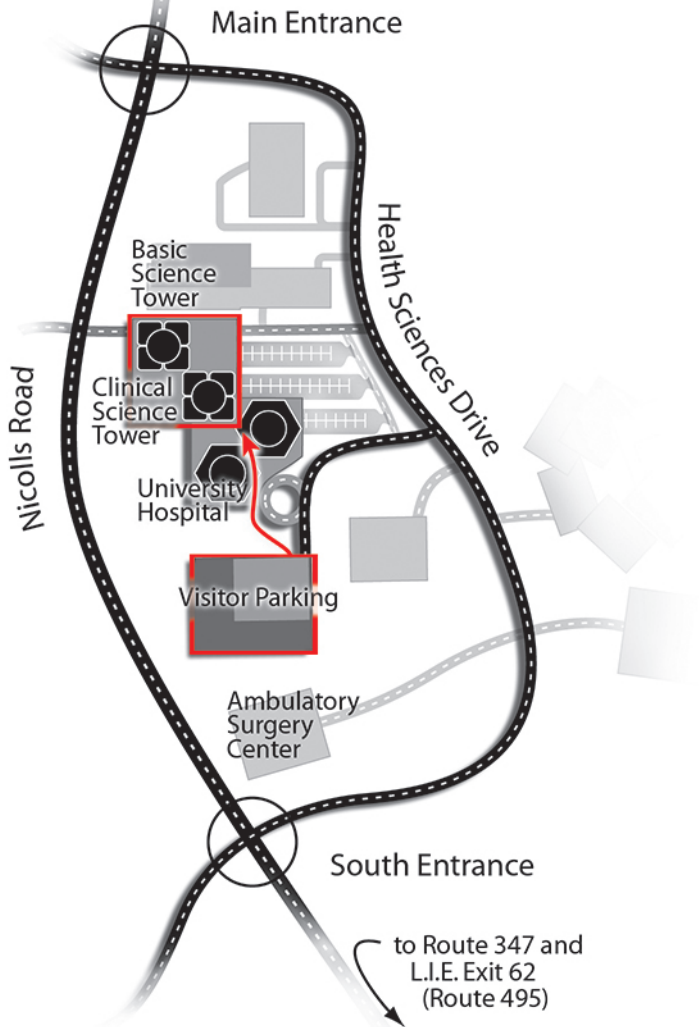 Main Entrance
Health Sciences Drive
Basic
Science
Tower
Nicolls Road
Clinical
Science
Tower
University
Hospital
Visitor Parking
Ambulatory
Surgery
Center
South Entrance
to Route 347 and
L.I.E. Exit 62
(Route 495)